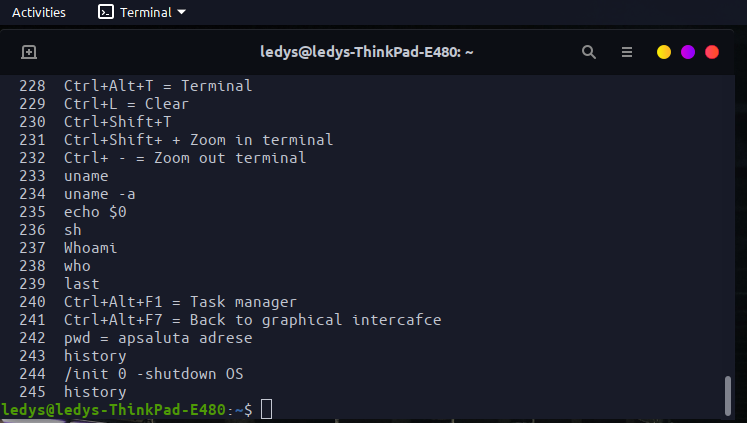 Activities Terminal
ledys@ledys-ThinkPad-E480: ~
228 Ctrl+Alt+T = Terminal
229 Ctrl+L = Clear
230 Ctrl+Shift+T
231 Ctrl+Shift+ + Zoom in terminal
232 Ctrl+ - = Zoom out terminal
233 uname
234 uname -a
235 echo $0
236 sh
237 Whoami
238 who
239 last
240 Ctrl+Alt+F1 = Task manager
241 Ctrl+Alt+F7 = Back to graphical intercafce
242 pwd = apsaluta adrese
243 history
244 /init 0 -shutdown OS
245 history
ledys@ledys-ThinkPad-E480:~$